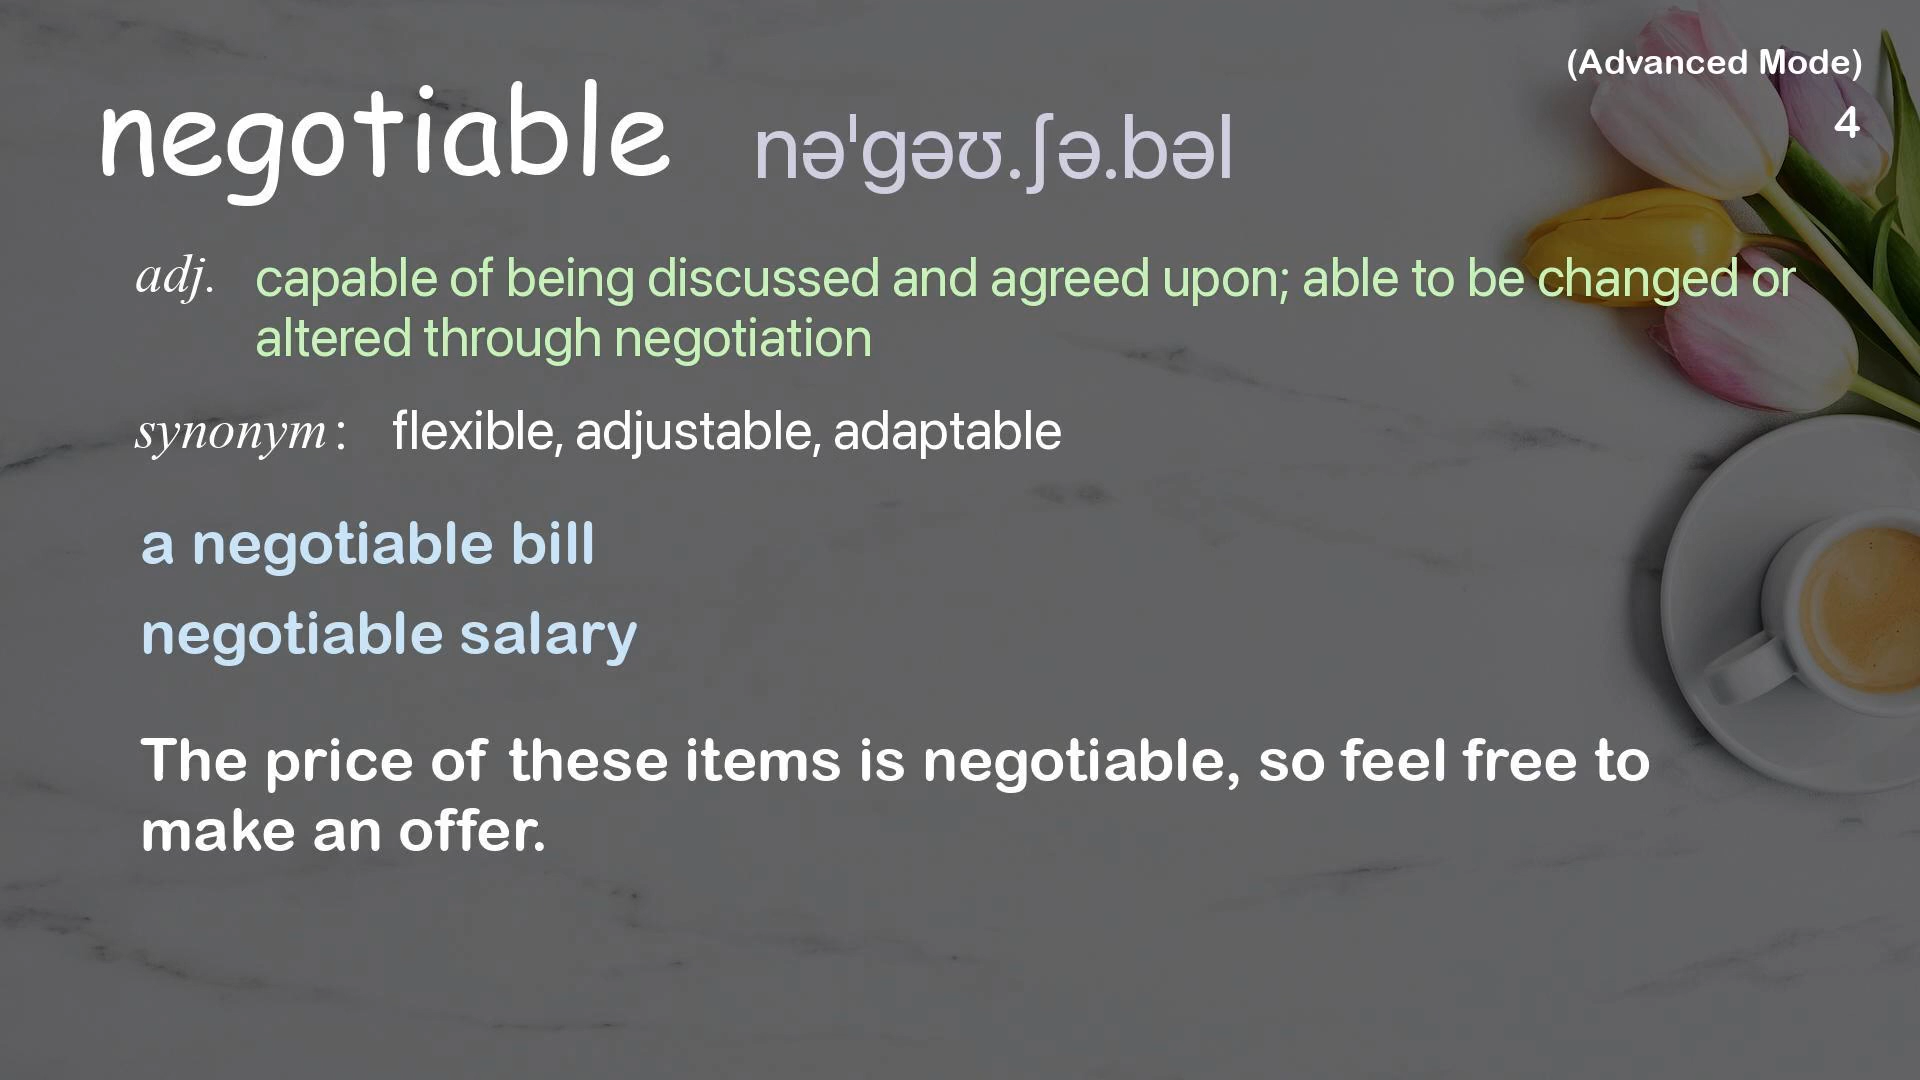 (Advanced Mode)
4
negotiable nə'gəʊ.ʃə.bəl
adj. capable of being discussed and agreed upon; able to be changed or
altered through negotiation
synonym: flexible, adjustable, adaptable
a negotiable bill
negotiable salary
The price of these items is negotiable, so feel free to
make an offer.